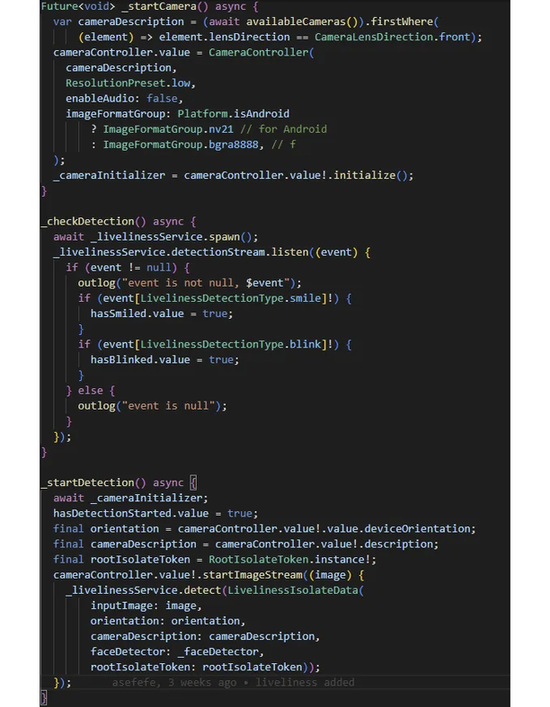 Future<void> _startCamera() async {
  var cameraDescription = (await availableCameras()).firstWhere(
      (element) => element.lensDirection == CameraLensDirection.front);
  cameraController.value = CameraController(
    cameraDescription,
    ResolutionPreset.low,
    enableAudio: false,
    imageFormatGroup: Platform.isAndroid
        ? ImageFormatGroup.nv21 // for Android
        : ImageFormatGroup.bgra8888, // f
  );
  _cameraInitializer = cameraController.value!.initialize();
}
_checkDetection() async {
  await _livelinessService.spawn();
  _livelinessService.detectionStream.listen((event) {
    if (event != null) {
      outlog("event is not null, $event");
      if (event[LivelinessDetectionType.smile]!) {
        hasSmiled.value = true;
      }
      if (event[LivelinessDetectionType.blink]!) {
        hasBlinked.value = true;
      }
    } else {
      outlog("event is null");
    }
  });
}
_startDetection() async {
  await _cameraInitializer;
  hasDetectionStarted.value = true;
  final orientation = cameraController.value!.value.deviceOrientation;
  final cameraDescription = cameraController.value!.description;
  final rootIsolateToken = RootIsolateToken.instance!;
  cameraController.value!.startImageStream((image) {
    _livelinessService.detect(LivelinessIsolateData(
        inputImage: image,
        orientation: orientation,
        cameraDescription: cameraDescription,
        faceDetector: _faceDetector,
        rootIsolateToken: rootIsolateToken));
  });     asefefe, 3 weeks ago • liveliness added
}